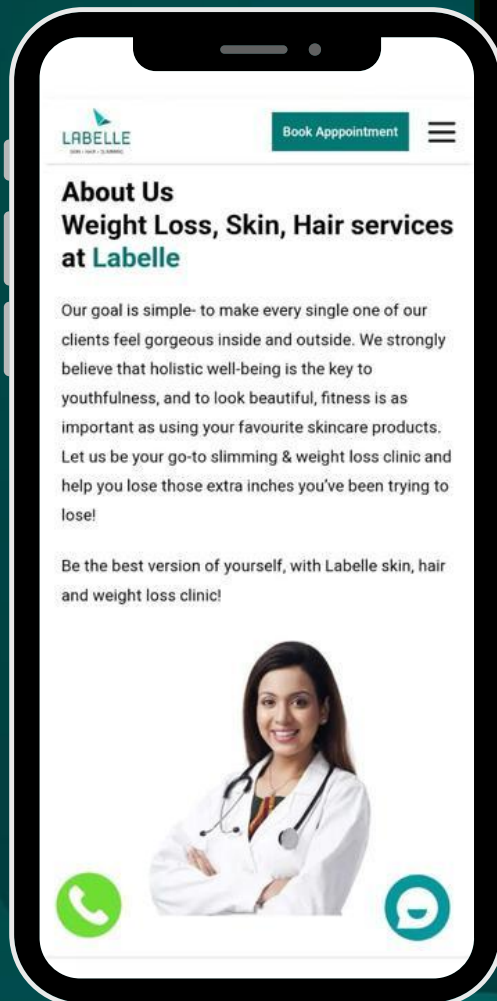 LABELLE
SKIN • HAIR • SLIMMING
Book Apppointment
About Us
Weight Loss, Skin, Hair services
at Labelle
Our goal is simple- to make every single one of our
clients feel gorgeous inside and outside. We strongly
believe that holistic well-being is the key to
youthfulness, and to look beautiful, fitness is as
important as using your favourite skincare products.
Let us be your go-to slimming & weight loss clinic and
help you lose those extra inches you've been trying to
lose!
Be the best version of yourself, with Labelle skin, hair
and weight loss clinic!